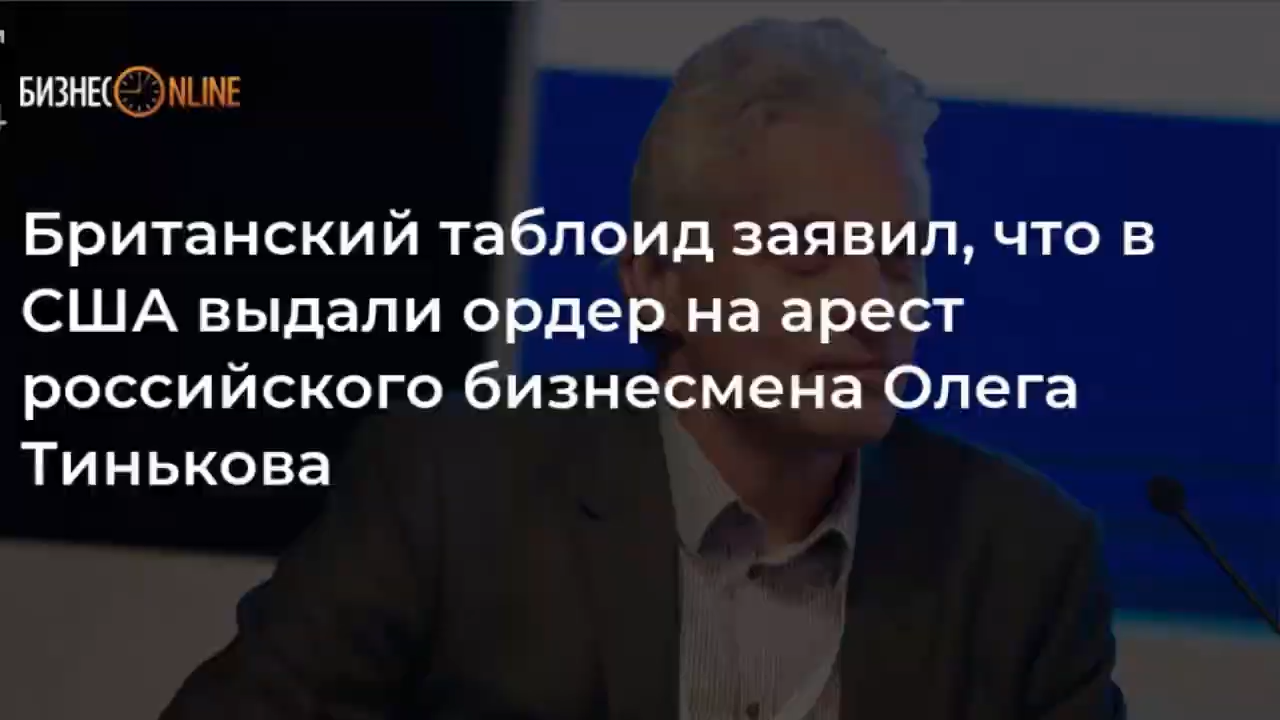 БИЗНЕС ONLINE
Британский таблоид заявил, что в
США выдали ордер на арест
российского бизнесмена Олега
Тинькова